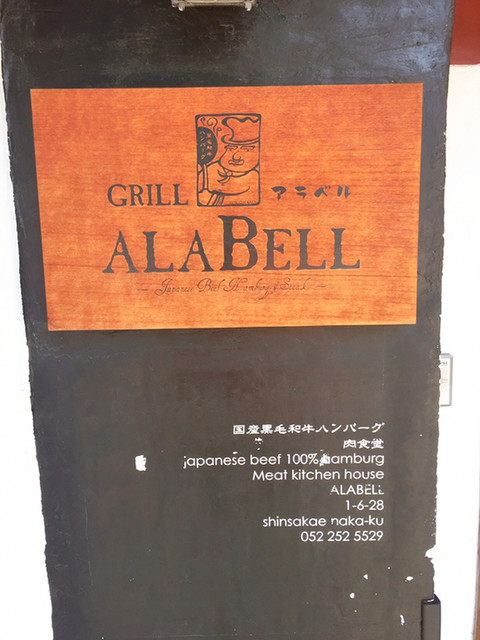 GRILL アラベル
ALABELL
Japanese Beef Hamburg & Steak
国産黒毛和牛ハンバーグ
肉食堂
japanese beef 100% hamburg
Meat kitchen house
ALABELL
1-6-28
shinsakae naka-ku
052 252 5529